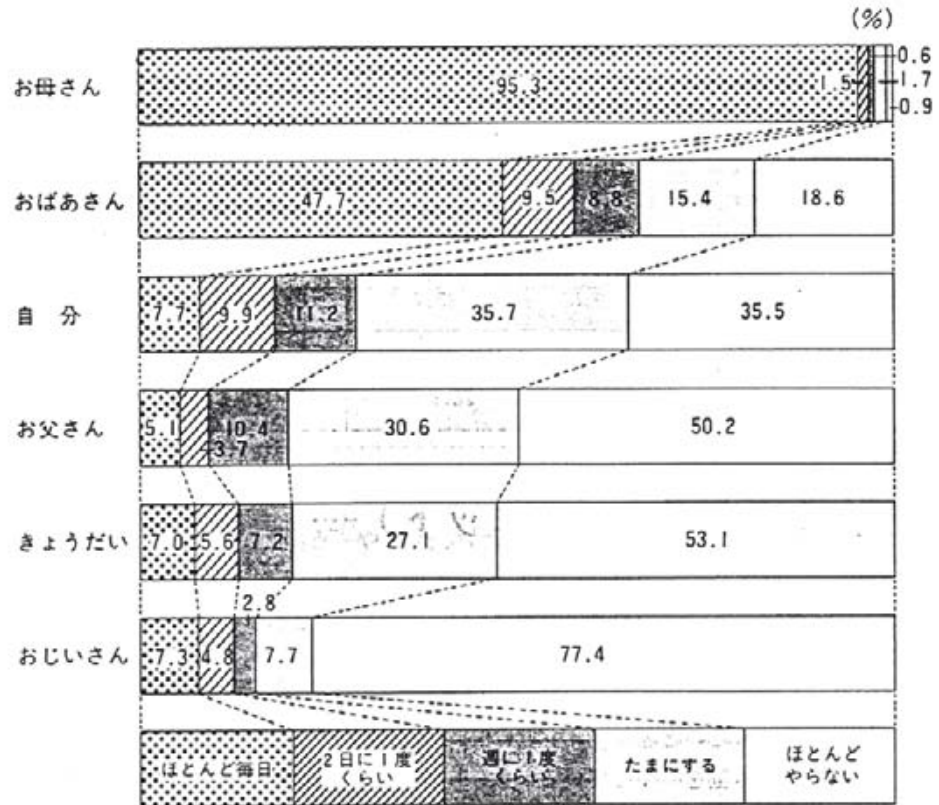 (%)
お母さん 95.3 1.5 0.6
1.7
0.9
おばあさん 47.7 9.5 8.8 15.4 18.6
自 分 7.7 9.9 11.2 35.7 35.5
お父さん 5.1 3.7 10.4 30.6 50.2
きょうだい 7.0 5.6 7.2 27.1 53.1
2.8
おじいさん 7.3 4.8 7.7 77.4
ほとんど毎日
2日に1度
くらい
週に1度
くらい
たまにする
ほとんど
やらない